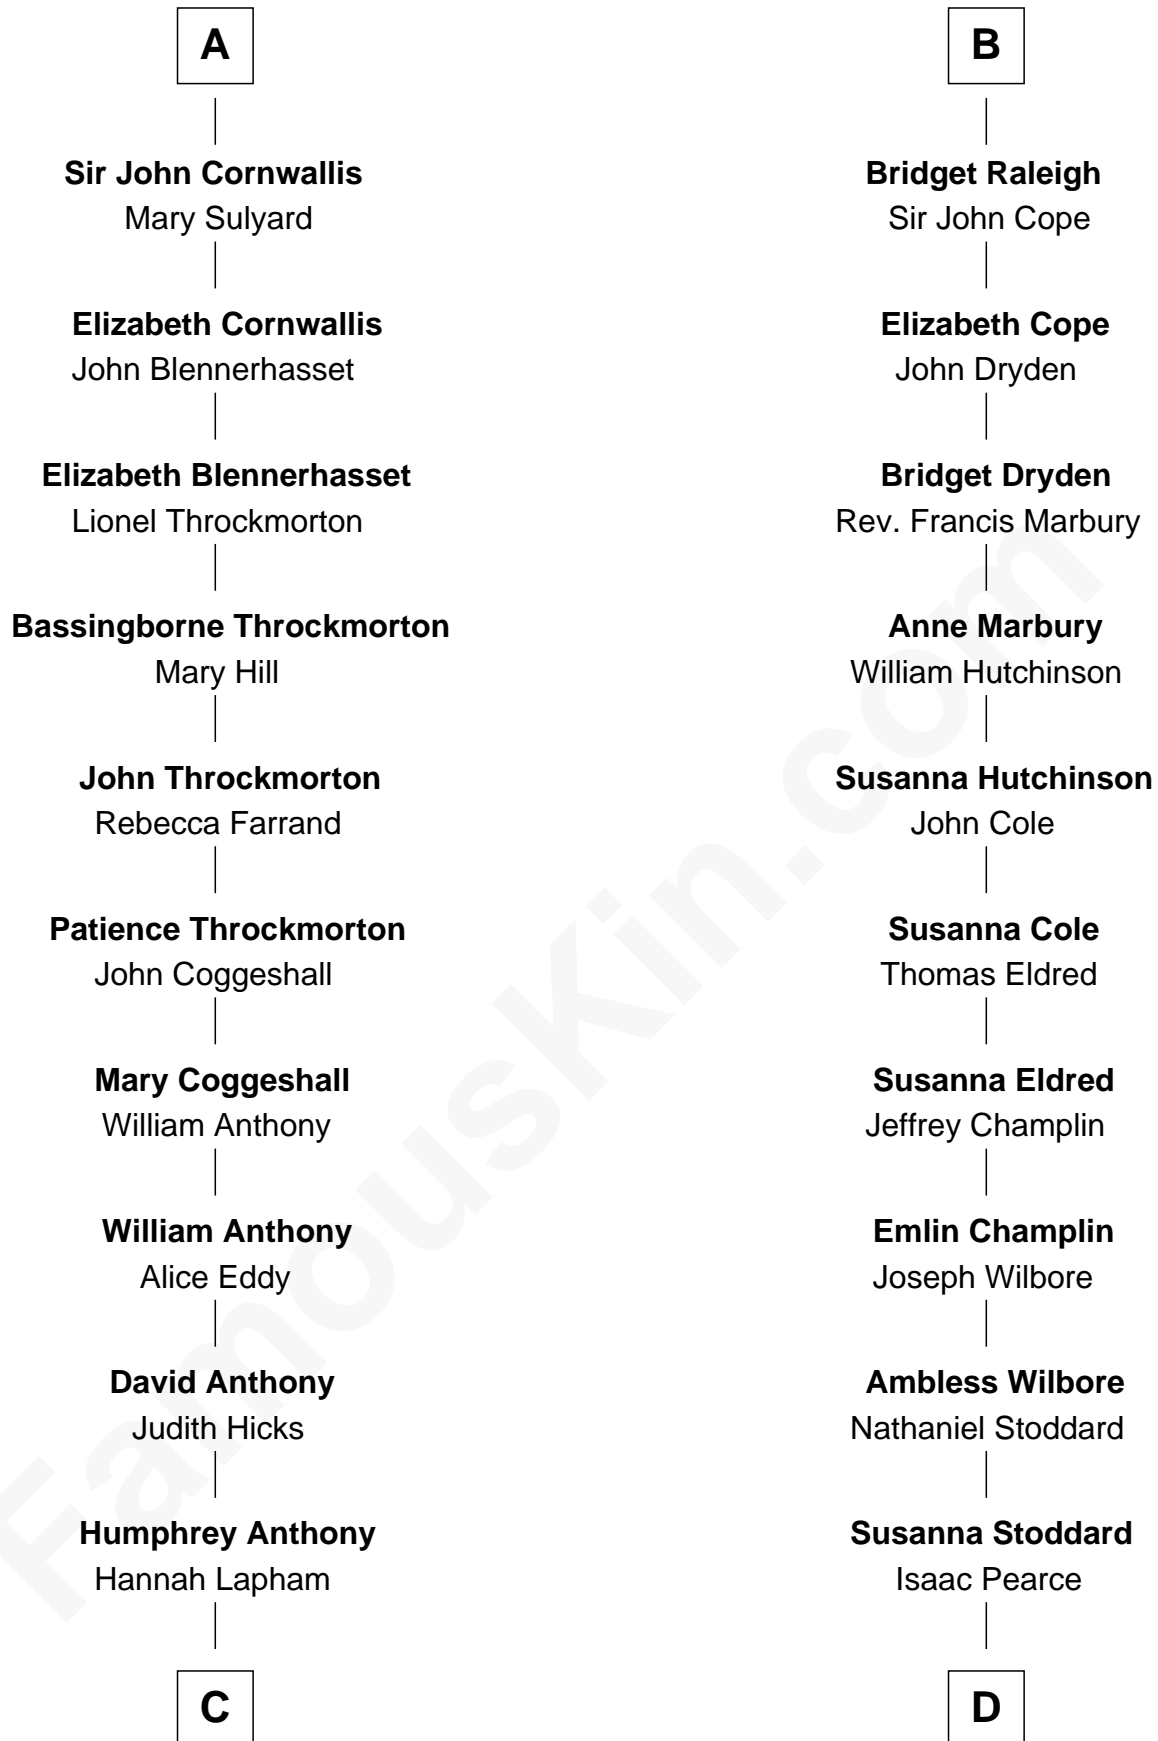 A
Sir John Cornwallis
Mary Sulyard
Elizabeth Cornwallis
John Blennerhasset
Elizabeth Blennerhasset
Lionel Throckmorton
Bassingborne Throckmorton
Mary Hill
John Throckmorton
Rebecca Farrand
Patience Throckmorton
John Coggeshall
Mary Coggeshall
William Anthony
William Anthony
Alice Eddy
David Anthony
Judith Hicks
Humphrey Anthony
Hannah Lapham
C
B
Bridget Raleigh
Sir John Cope
Elizabeth Cope
John Dryden
Bridget Dryden
Rev. Francis Marbury
Anne Marbury
William Hutchinson
Susanna Hutchinson
John Cole
Susanna Cole
Thomas Eldred
Susanna Eldred
Jeffrey Champlin
Emlin Champlin
Joseph Wilbore
Ambless Wilbore
Nathaniel Stoddard
Susanna Stoddard
Isaac Pearce
D
FamousKin.com